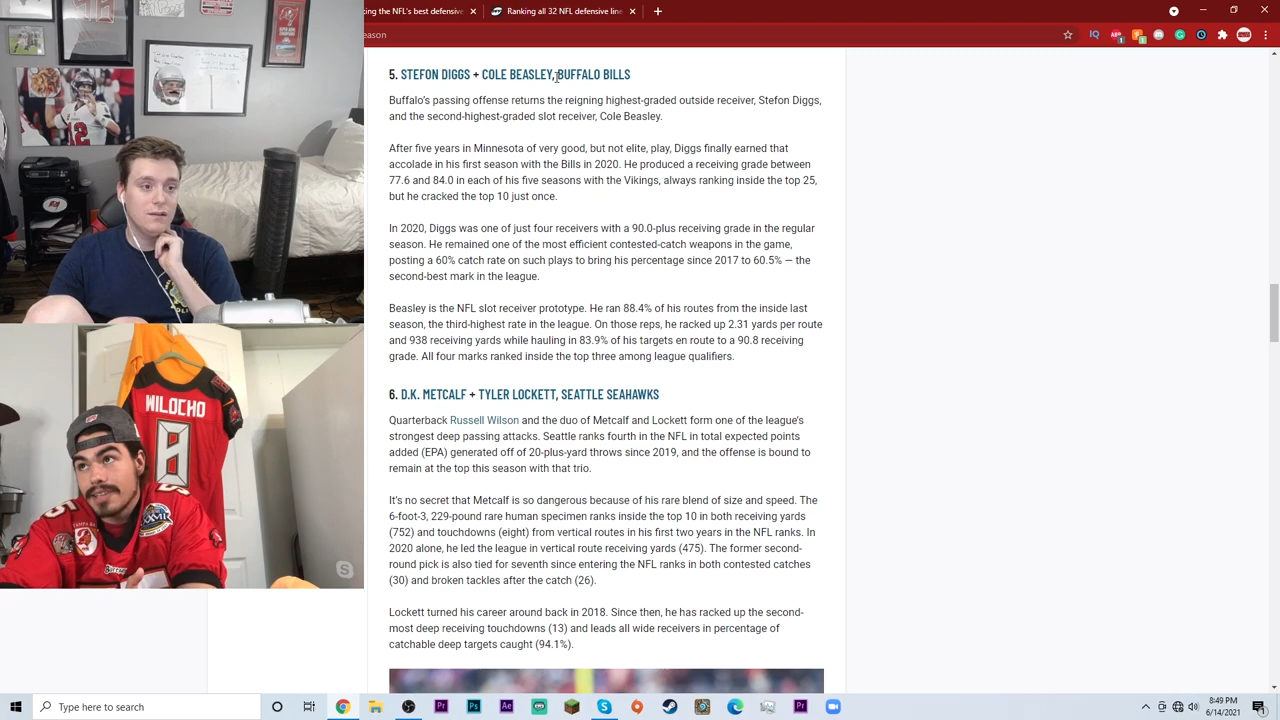 king the NFL's best defensive
Ranking all 32 NFL defensive line
eason
5. STEFON DIGGS + COLE BEASLEY, BUFFALO BILLS
Buffalo's passing offense returns the reigning highest-graded outside receiver, Stefon Diggs,
and the second-highest-graded slot receiver, Cole Beasley.
After five years in Minnesota of very good, but not elite, play, Diggs finally earned that
accolade in his first season with the Bills in 2020. He produced a receiving grade between
77.6 and 84.0 in each of his five seasons with the Vikings, always ranking inside the top 25,
but he cracked the top 10 just once.
In 2020, Diggs was one of just four receivers with a 90.0-plus receiving grade in the regular
season. He remained one of the most efficient contested-catch weapons in the game,
posting a 60% catch rate on such plays to bring his percentage since 2017 to 60.5% — the
second-best mark in the league.
Beasley is the NFL slot receiver prototype. He ran 88.4% of his routes from the inside last
season, the third-highest rate in the league. On those reps, he racked up 2.31 yards per route
and 938 receiving yards while hauling in 83.9% of his targets en route to a 90.8 receiving
grade. All four marks ranked inside the top three among league qualifiers.
6. D.K. METCALF + TYLER LOCKETT, SEATTLE SEAHAWKS
Quarterback Russell Wilson and the duo of Metcalf and Lockett form one of the league's
strongest deep passing attacks. Seattle ranks fourth in the NFL in total expected points
added (EPA) generated off of 20-plus-yard throws since 2019, and the offense is bound to
remain at the top this season with that trio.
It's no secret that Metcalf is so dangerous because of his rare blend of size and speed. The
6-foot-3, 229-pound rare human specimen ranks inside the top 10 in both receiving yards
(752) and touchdowns (eight) from vertical routes in his first two years in the NFL ranks. In
2020 alone, he led the league in vertical route receiving yards (475). The former second-
round pick is also tied for seventh since entering the NFL ranks in both contested catches
(30) and broken tackles after the catch (26).
Lockett turned his career around back in 2018. Since then, he has racked up the second-
most deep receiving touchdowns (13) and leads all wide receivers in percentage of
catchable deep targets caught (94.1%).
12
WILOCHO
8
TAMPA BAY
XXXVII
Type here to search
8:49 PM
6/14/2021